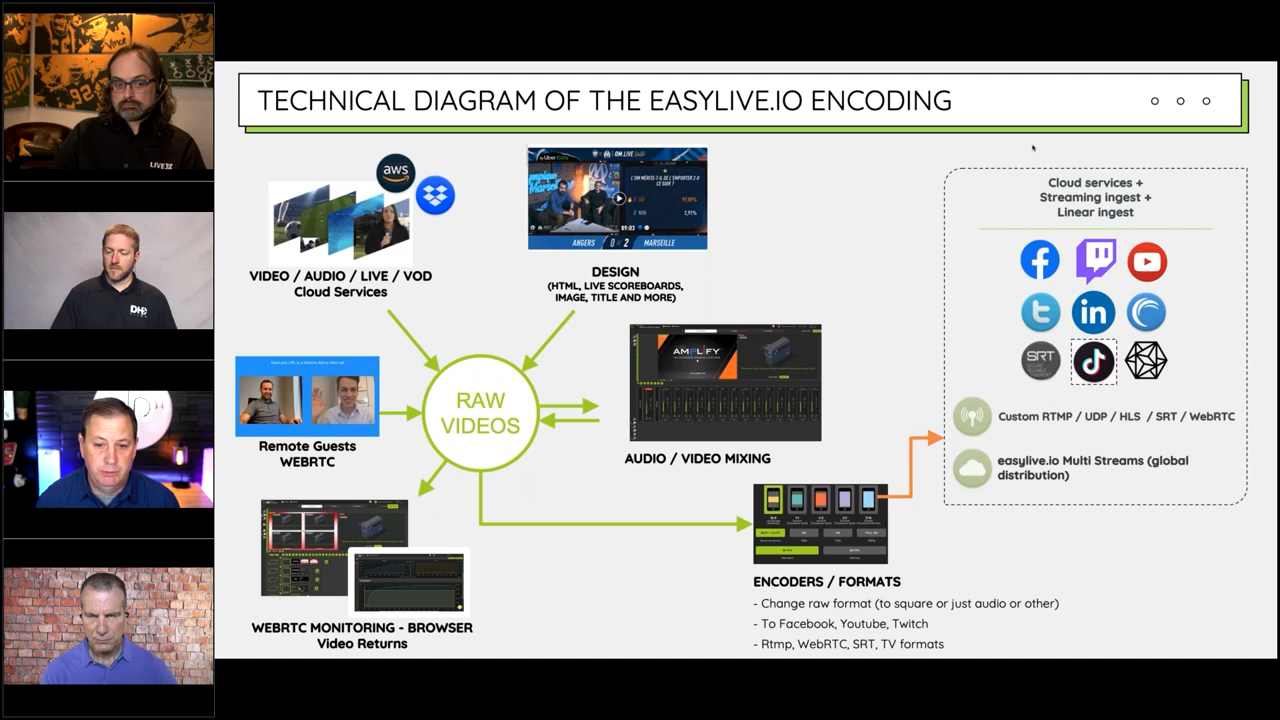 TECHNICAL DIAGRAM OF THE EASYLIVE.IO ENCODING
aws
VIDEO / AUDIO / LIVE / VOD
Cloud Services
ANGERS 0 // 2 MARSEILLE
DESIGN
(HTML, LIVE SCOREBOARDS,
IMAGE, TITLE AND MORE)
Cloud services +
Streaming ingest +
Linear ingest
in
SRT
Custom RTMP / UDP / HLS / SRT / WebRTC
easylive.io Multi Streams (global
distribution)
RAW
VIDEOS
Remote Guests
WEBRTC
AMPLIFY
AUDIO / VIDEO MIXING
WEBRTC MONITORING - BROWSER
Video Returns
ENCODERS / FORMATS
- Change raw format (to square or just audio or other)
- To Facebook, Youtube, Twitch
- Rtmp, WebRTC, SRT, TV formats
LIVEX